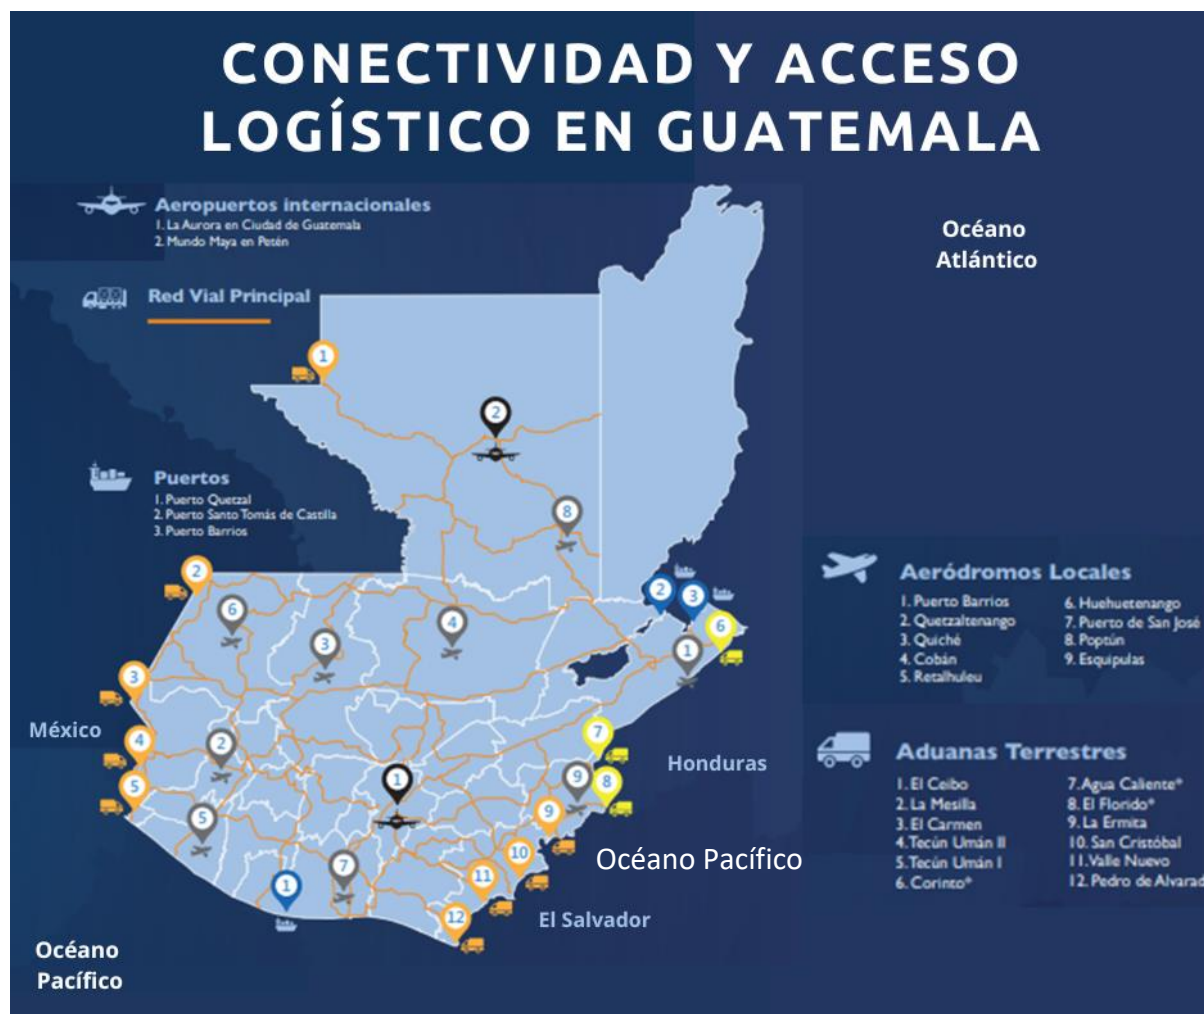 CONECTIVIDAD Y ACCESO
LOGÍSTICO EN GUATEMALA
Aeropuertos internacionales
1. La Aurora en Ciudad de Guatemala
2. Mundo Maya en Petén
Red Vial Principal
Puertos
1. Puerto Quetzal
2. Puerto Santo Tomás de Castilla
3. Puerto Barrios
Océano
Atlántico
1
2
8
2
6
3
4
2
3
6
1
3
4
5
2
5
1
7
9
8
9
10
7
11
1
12
México
Honduras
Océano Pacífico
El Salvador
Océano
Pacífico
Aeródromos Locales
1. Puerto Barrios
2. Quetzaltenango
3. Quiché
4. Cobán
5. Retalhuleu
6. Huehuetenango
7. Puerto de San José
8. Poptún
9. Esquipulas
Aduanas Terrestres
1. El Ceibo
2. La Mesilla
3. El Carmen
4. Tecún Umán II
5. Tecún Umán I
6. Corinto*
7. Agua Caliente*
8. El Florido*
9. La Ermita
10. San Cristóbal
11. Valle Nuevo
12. Pedro de Alvarad